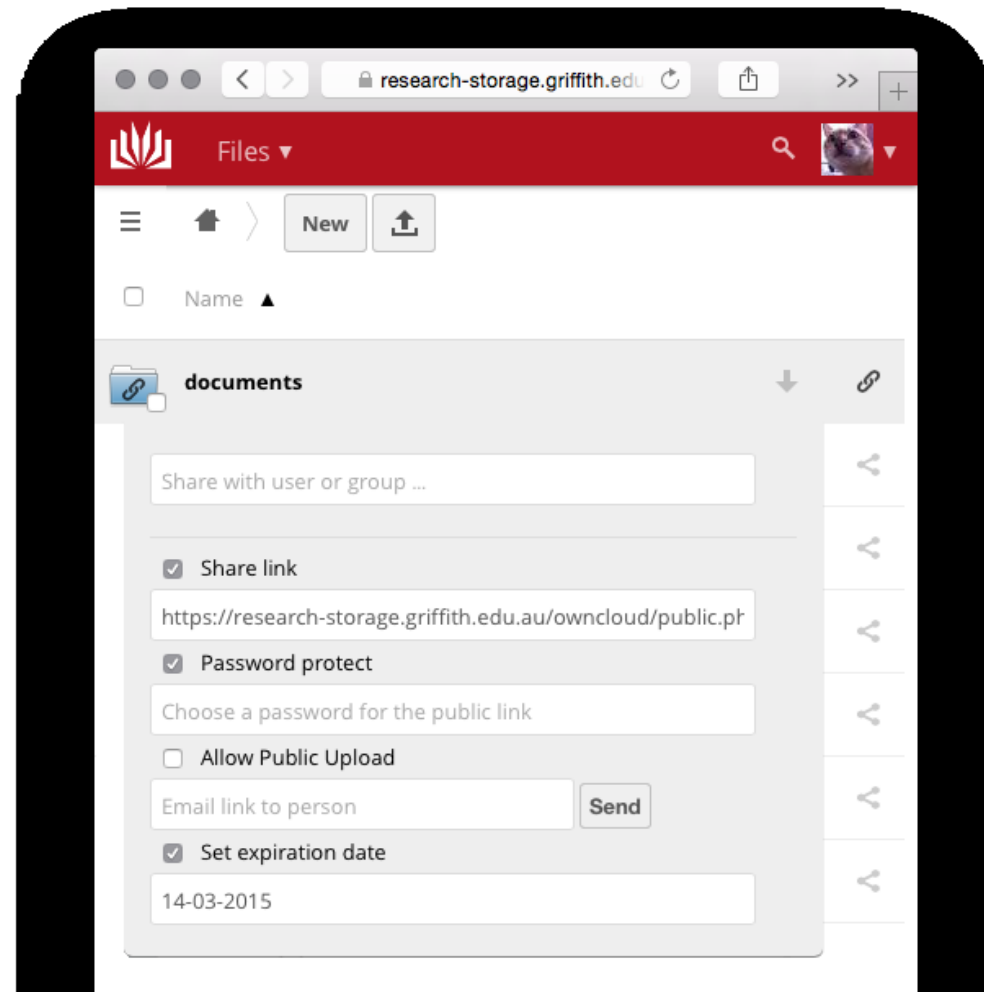 research-storage.griffith.edu
Files ▾
New
Name ▲
documents
Share with user or group ...
Share link
https://research-storage.griffith.edu.au/owncloud/public.ph
Password protect
Choose a password for the public link
Allow Public Upload
Email link to person Send
Set expiration date
14-03-2015